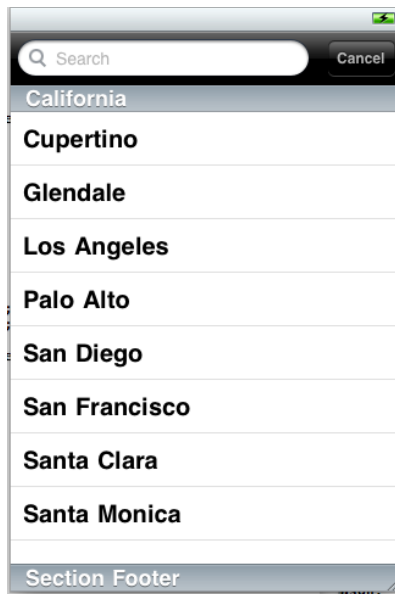 Search
Cancel
California
Cupertino
Glendale
Los Angeles
Palo Alto
San Diego
San Francisco
Santa Clara
Santa Monica
Section Footer